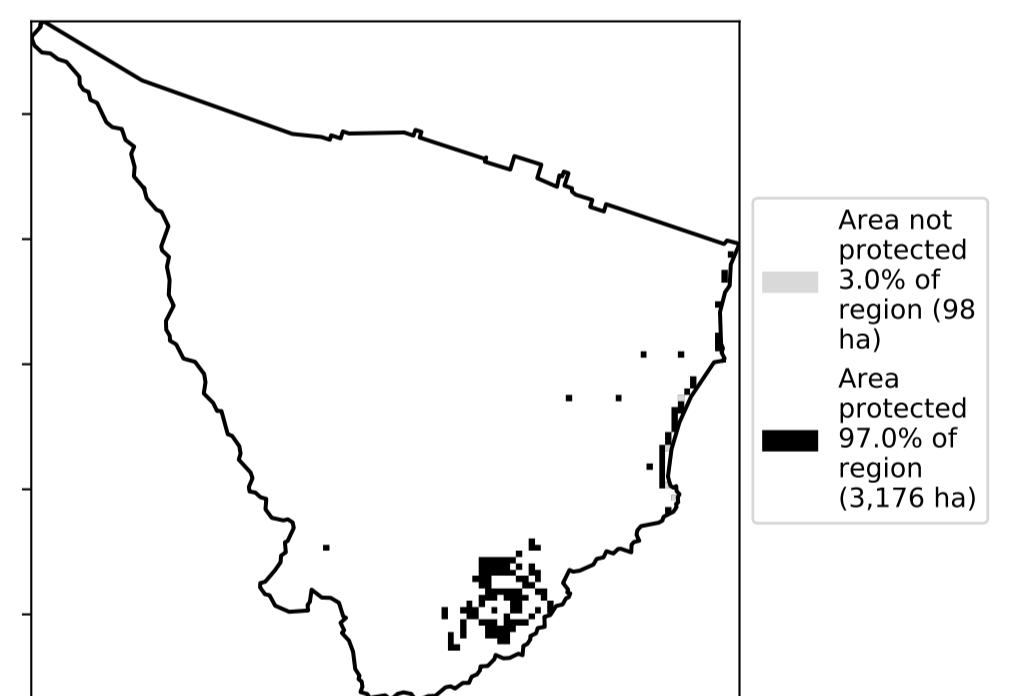 Area not
protected
3.0% of
region (98
ha)
Area
protected
97.0% of
region
(3,176 ha)